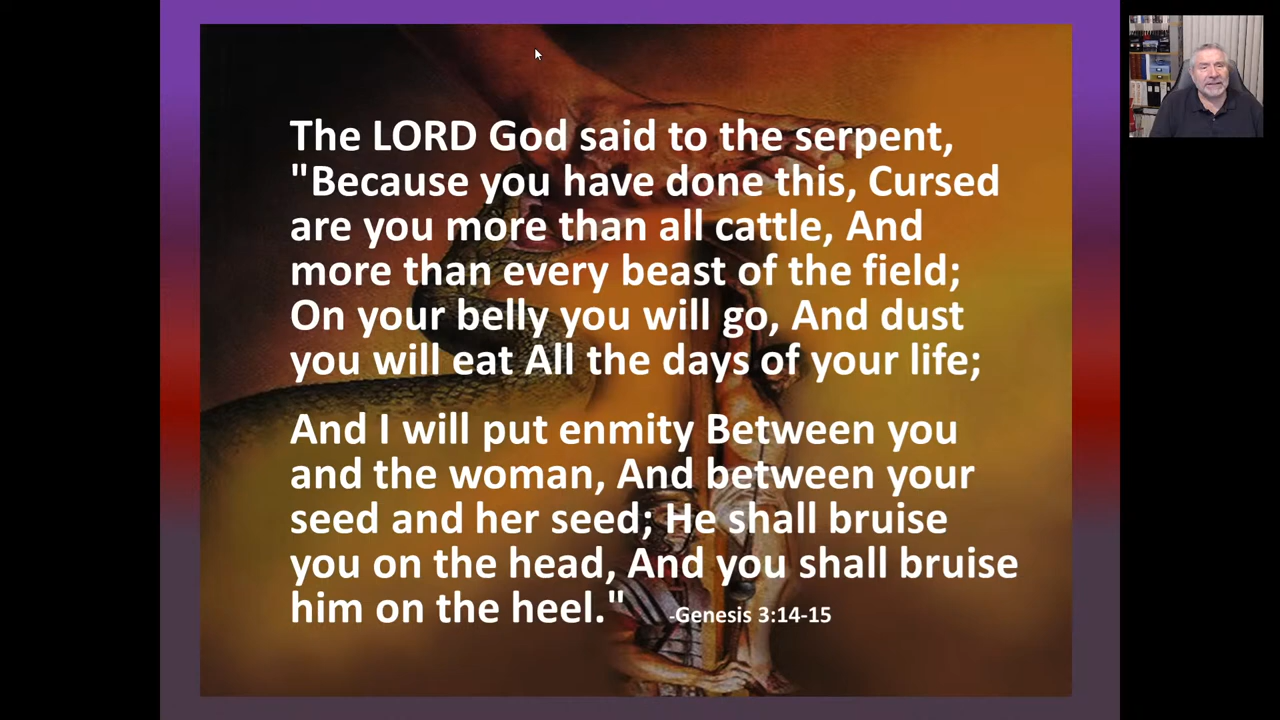 The LORD God said to the serpent,
"Because you have done this, Cursed
are you more than all cattle, And
more than every beast of the field;
On your belly you will go, And dust
you will eat All the days of your life;
And I will put enmity Between you
and the woman, And between your
seed and her seed; He shall bruise
you on the head, And you shall bruise
him on the heel." -Genesis 3:14-15